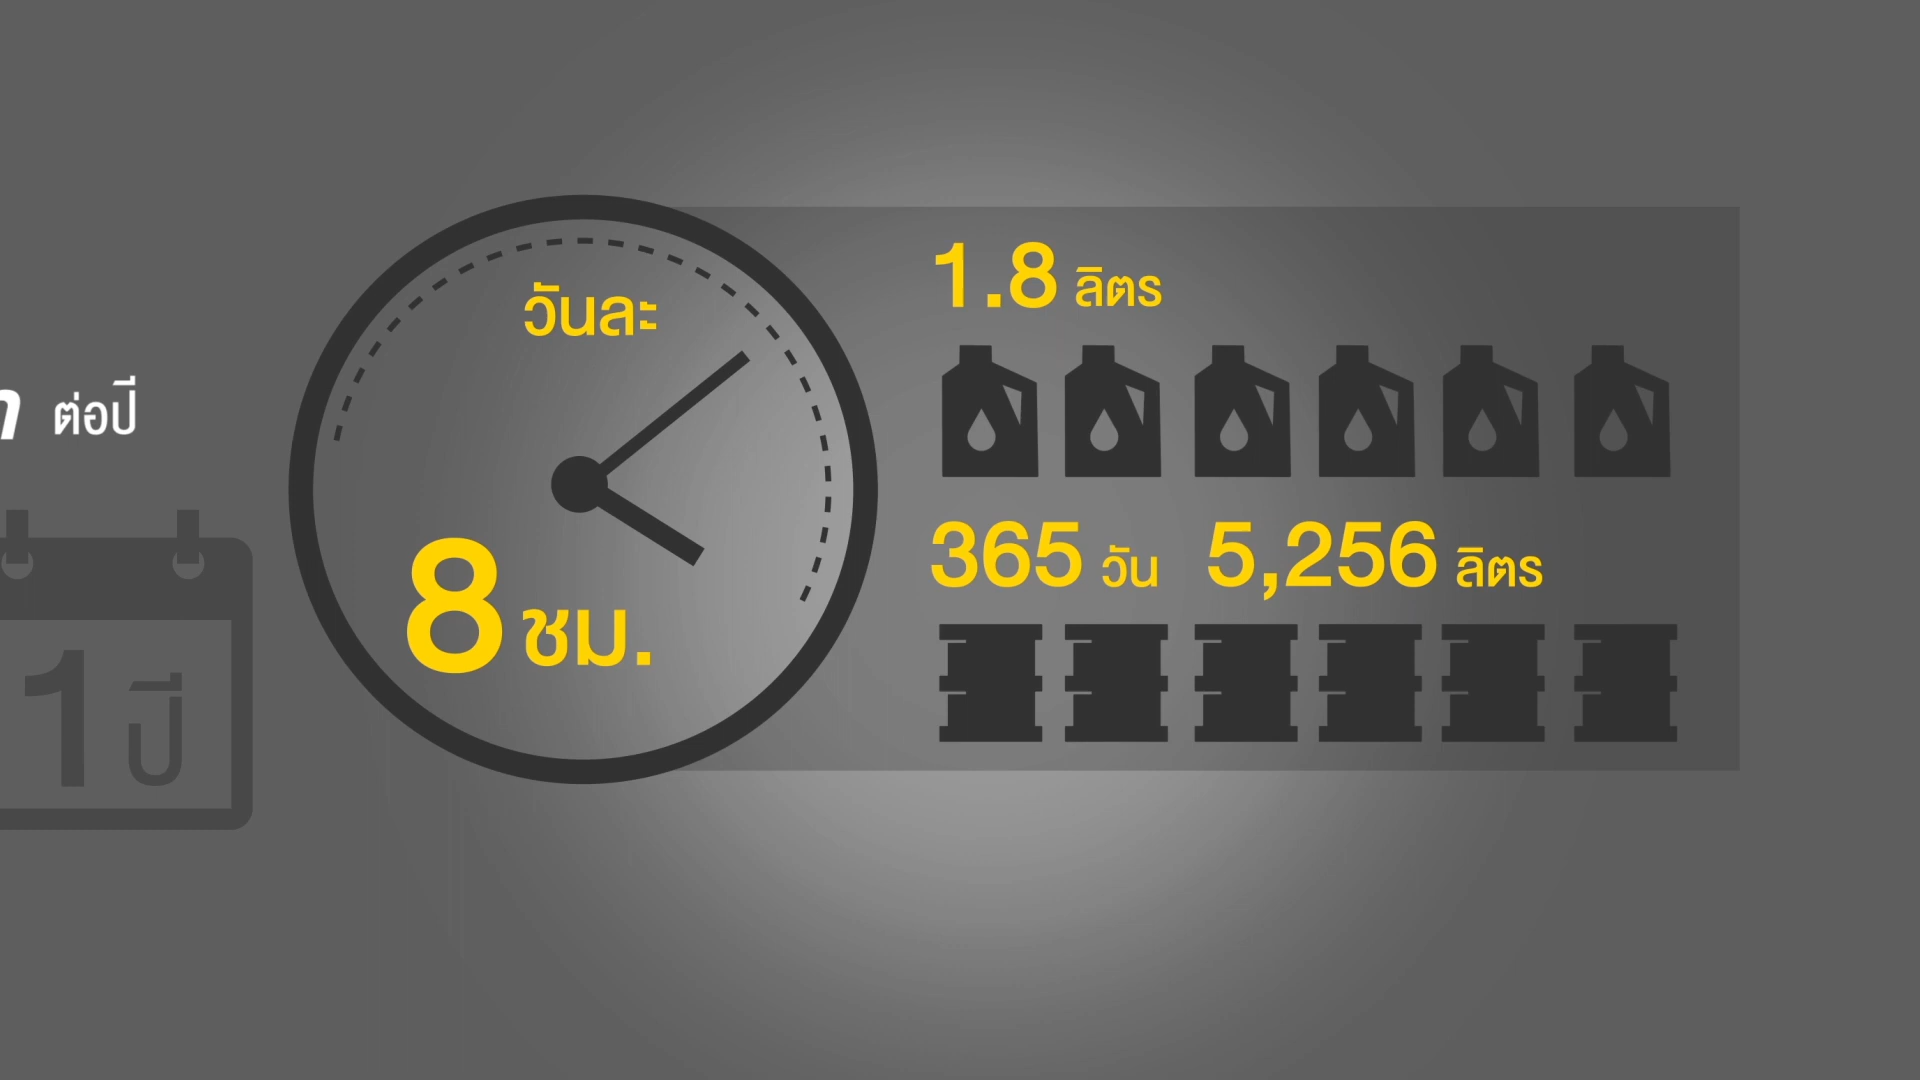 ต่อปี
1 ปี
วันละ
8 ชม.
1.8 ลิตร
365 วัน 5,256 ลิตร